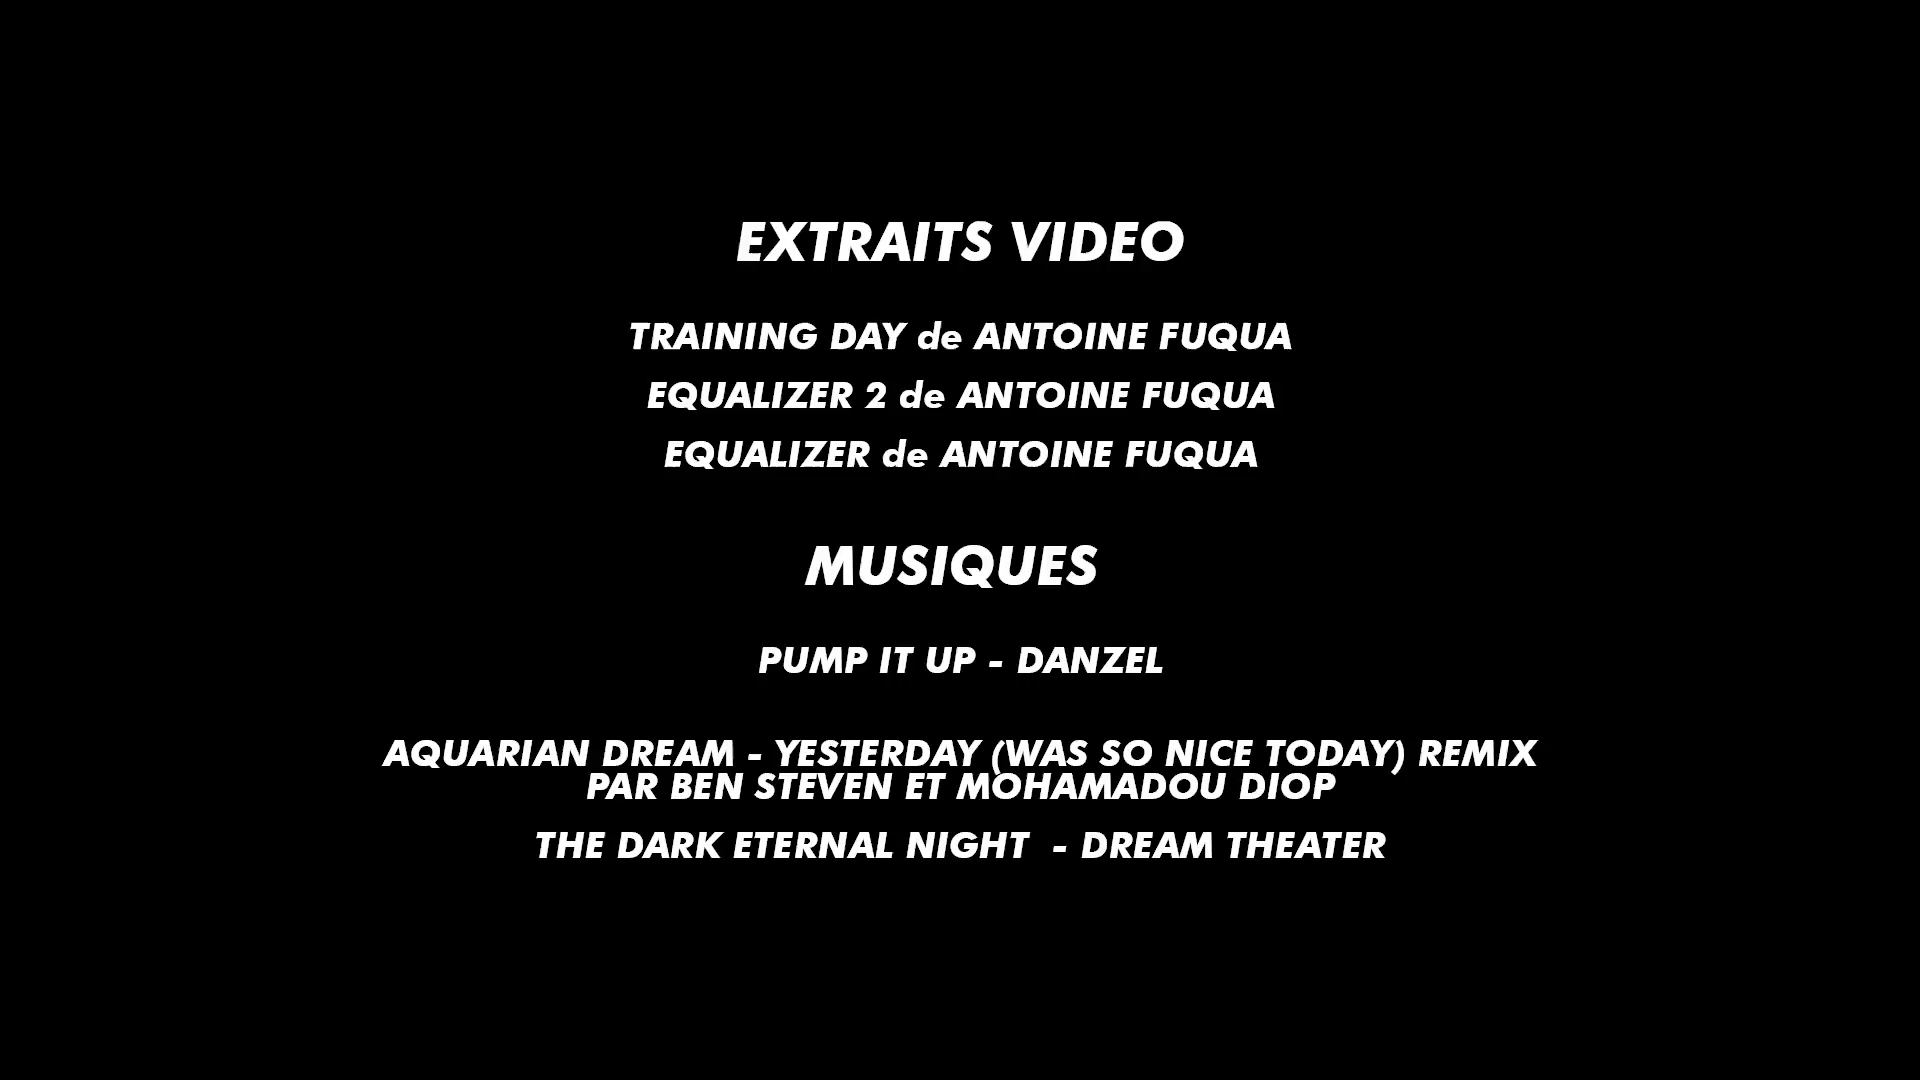 EXTRAITS VIDEO
TRAINING DAY de ANTOINE FUQUA
EQUALIZER 2 de ANTOINE FUQUA
EQUALIZER de ANTOINE FUQUA
MUSIQUES
PUMP IT UP - DANZEL
AQUARIAN DREAM - YESTERDAY (WAS SO NICE TODAY) REMIX
PAR BEN STEVEN ET MOHAMADOU DIOP
THE DARK ETERNAL NIGHT  - DREAM THEATER